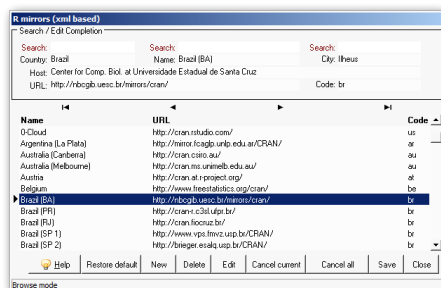 R mirrors (xml based)
Search / Edit Completion
Search: Search: Search:
Country: Brazil Name: Brazil (BA) City: Ilheus
Host: Center for Comp. Biol. at Universidade Estadual de Santa Cruz
URL: http://nbcgib.uesc.br/mirrors/cran/ Code: br
Name URL Code
0-Cloud http://cran.rstudio.com/ us
Argentina (La Plata) http://mirror.fcaglp.unlp.edu.ar/CRAN/ ar
Australia (Canberra) http://cran.csiro.au/ au
Australia (Melbourne) http://cran.ms.unimelb.edu.au/ au
Austria http://cran.at.r-project.org/ at
Belgium http://www.freestatistics.org/cran/ be
Brazil (BA) http://nbcgib.uesc.br/mirrors/cran/ br
Brazil (PR) http://cran-r.c3sl.ufpr.br/ br
Brazil (RJ) http://cran.fiocruz.br/ br
Brazil (SP 1) http://www.vps.fmvz.usp.br/CRAN/ br
Brazil (SP 2) http://brieger.esalq.usp.br/CRAN/ br
Help Restore default New Delete Edit Cancel current Cancel all Save Close
Browse mode